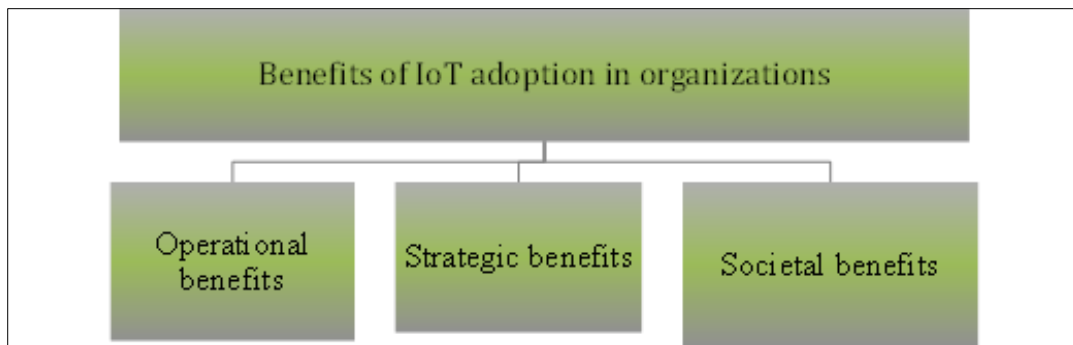 Benefits of IoT adoption in organizations
Operational
benefits
Strategic benefits
Societal benefits